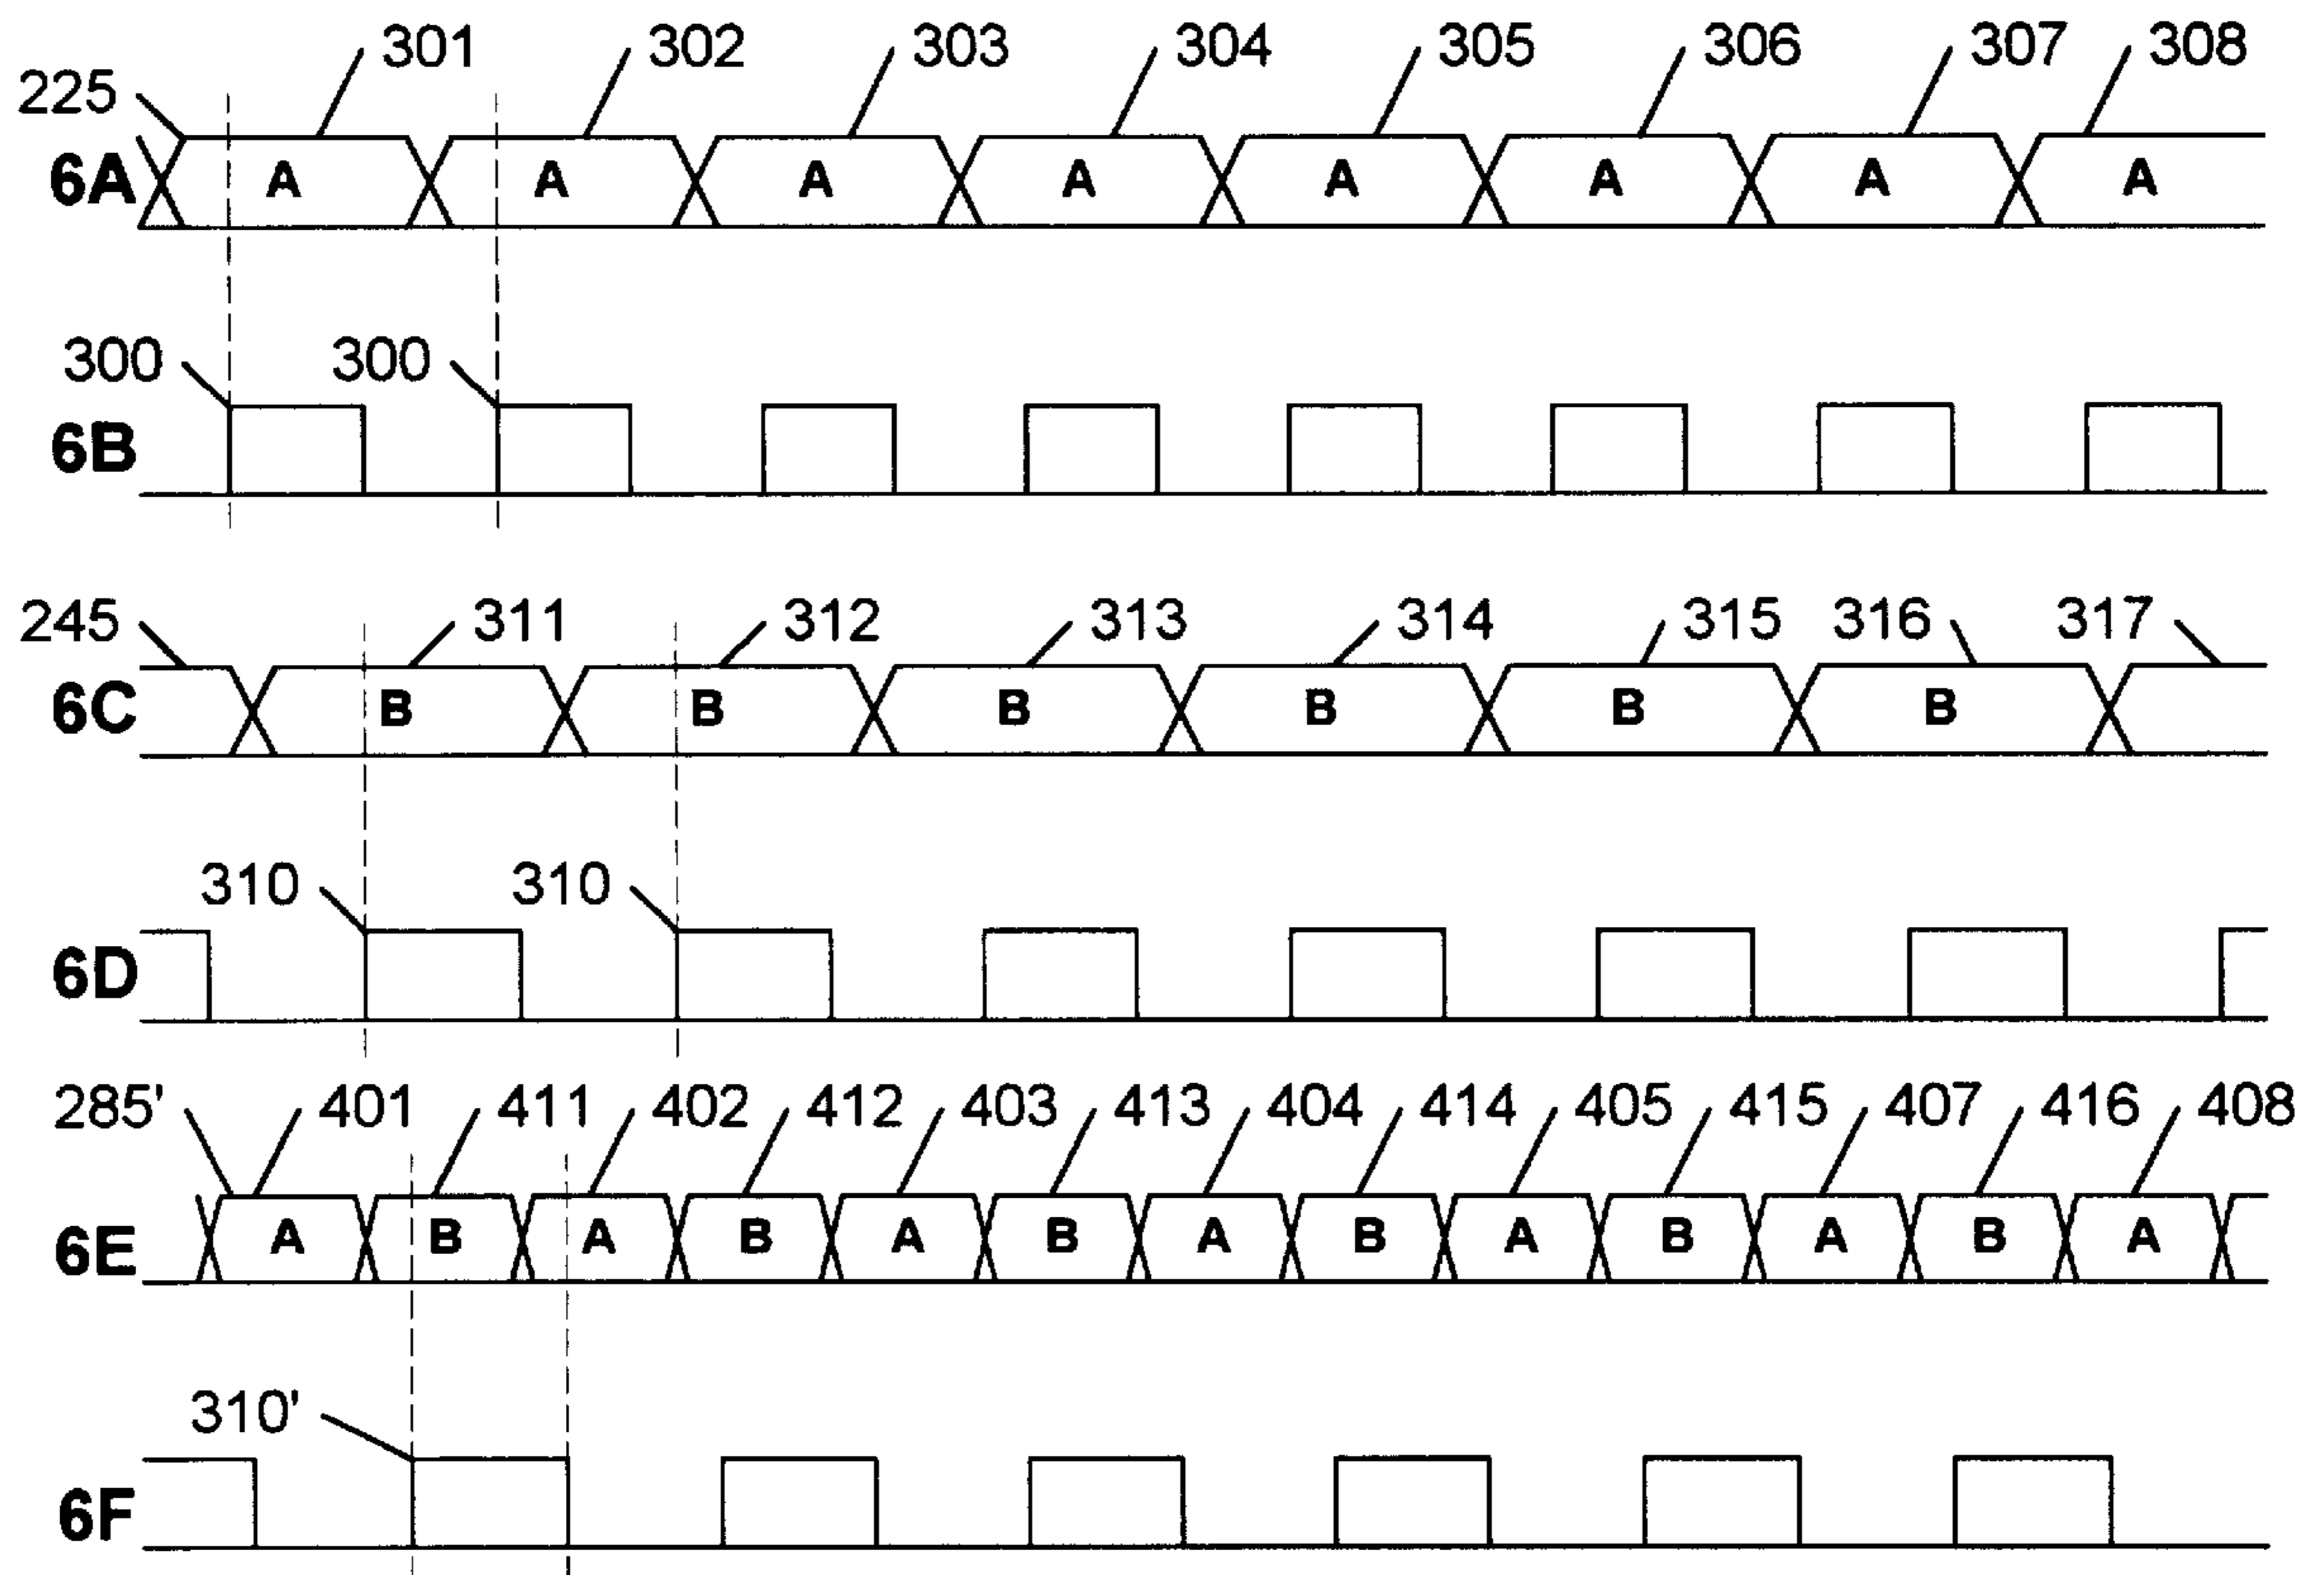 301 302 303 304 305 306 307 308
225
6A A A A A A A A A
300 300
6B
245 311 312 313 314 315 316 317
6C B B B B B B
310 310
6D
285' 401 411 402 412 403 413 404 414 405 415 407 416 408
6E A B A B A B A B A B A B A
310'
6F